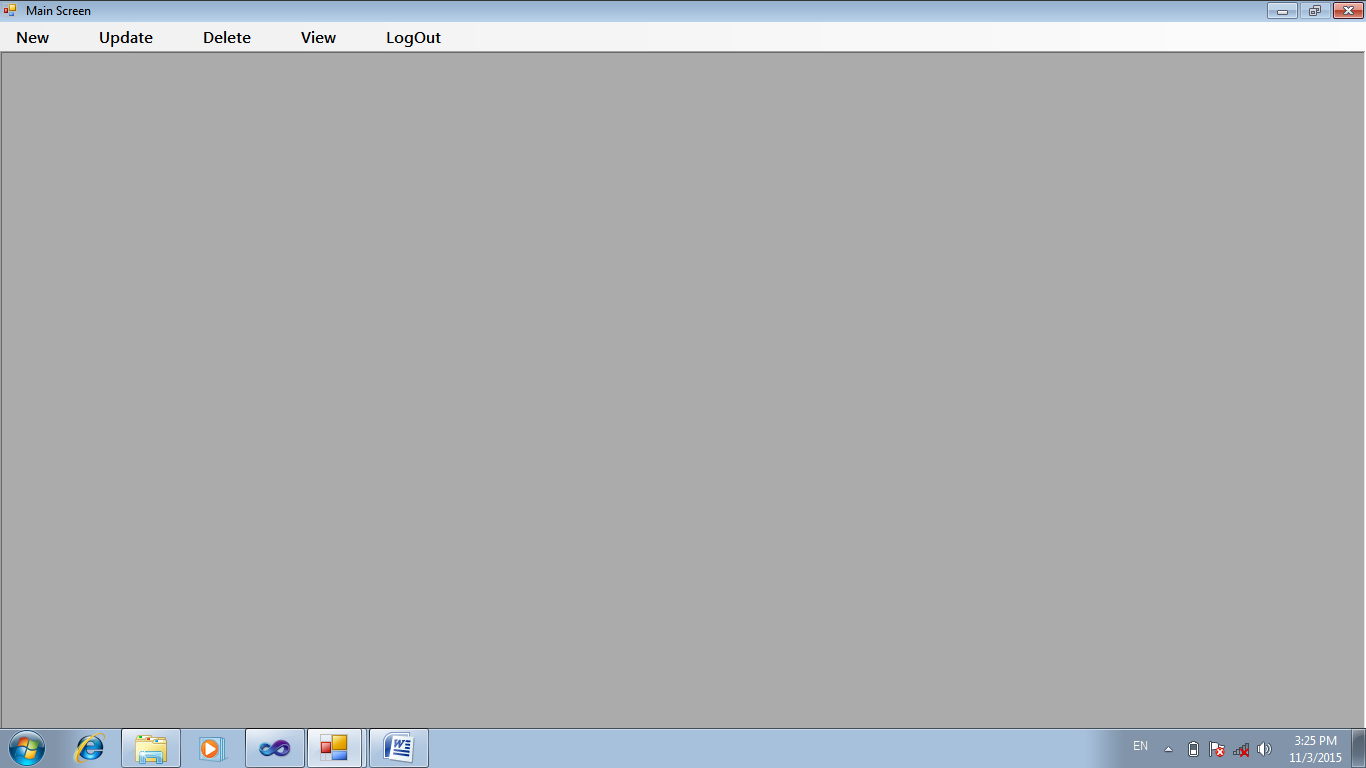 Main Screen
New Update Delete View LogOut
EN
3:25 PM
11/3/2015